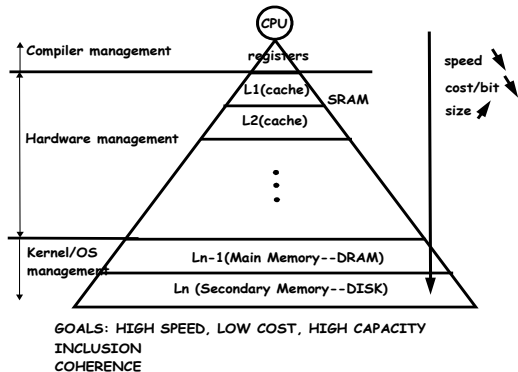 CPU
Compiler management
registers
speed
L1(cache)
SRAM
cost/bit
size
L2(cache)
Hardware management
Kernel/OS
management
Ln-1(Main Memory--DRAM)
Ln (Secondary Memory--DISK)
GOALS: HIGH SPEED, LOW COST, HIGH CAPACITY
INCLUSION
COHERENCE